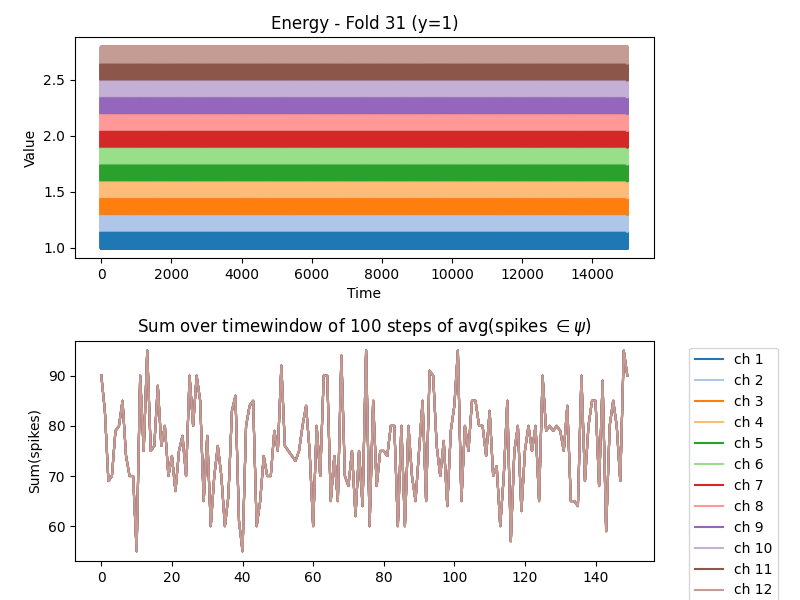 Energy - Fold 31 (y=1)
Value
2.5
2.0
1.5
1.0
0 2000 4000 6000 8000 10000 12000 14000
Time
Sum over timewindow of 100 steps of avg(spikes ∈ ψ)
Sum(spikes)
90
80
70
60
0 20 40 60 80 100 120 140
ch 1
ch 2
ch 3
ch 4
ch 5
ch 6
ch 7
ch 8
ch 9
ch 10
ch 11
ch 12